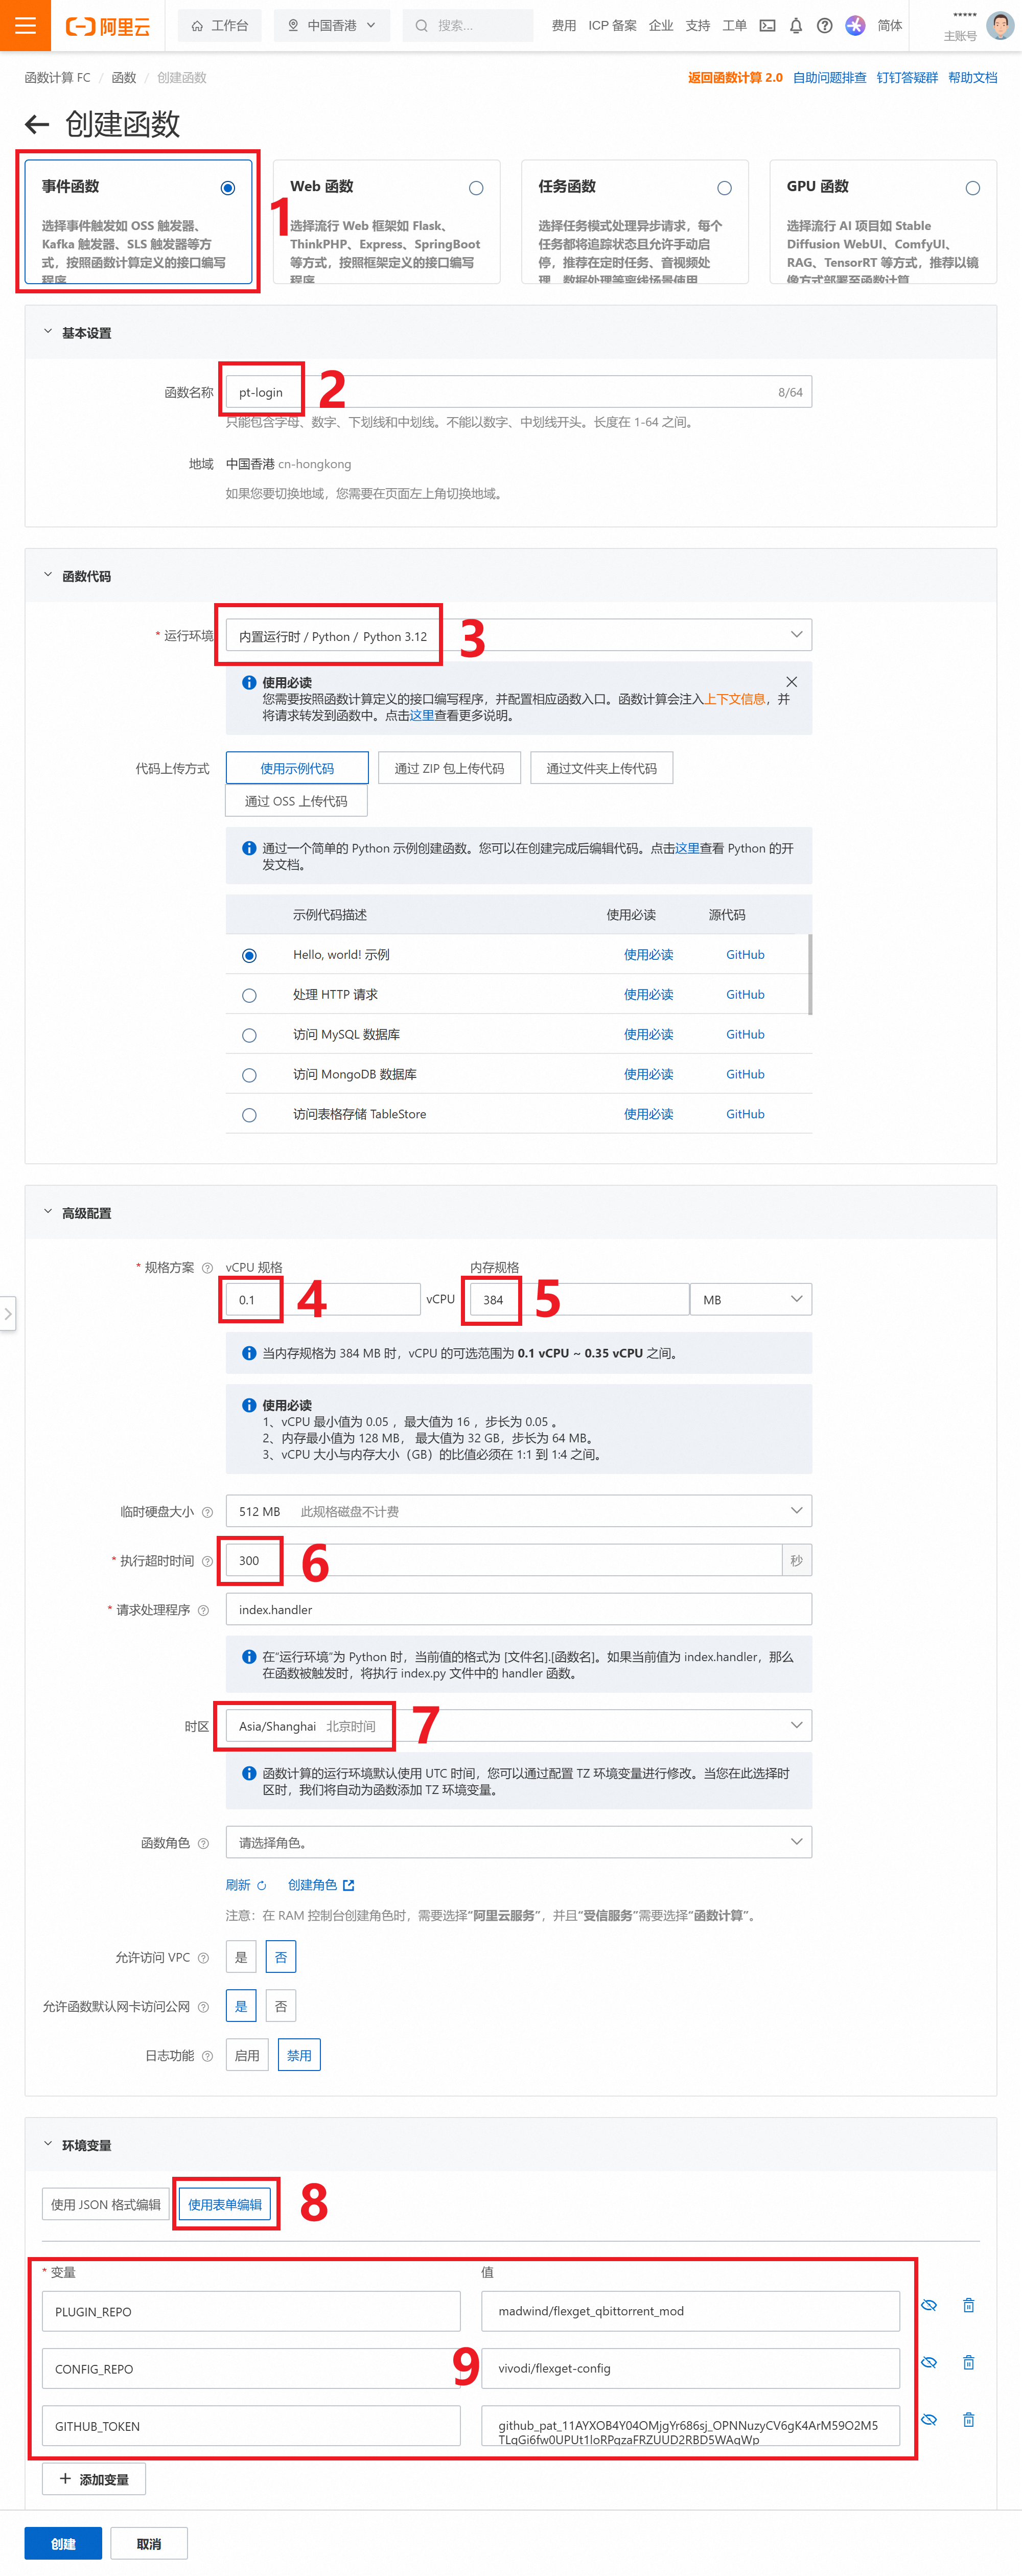 阿里云 工作台 中国香港 搜索... 费用 ICP 备案 企业 支持 工单 简体 ***** 主账号
函数计算 FC / 函数 / 创建函数 返回函数计算 2.0 自助问题排查 钉钉答疑群 帮助文档
创建函数
事件函数
选择事件触发如 OSS 触发器、
Kafka 触发器、SLS 触发器等方
式，按照函数计算定义的接口编写
程序
1
Web 函数
选择流行 Web 框架如 Flask、
ThinkPHP、Express、SpringBoot
等方式，按照框架定义的接口编写
程序
任务函数
选择任务模式处理异步请求，每个
任务都将追踪状态且允许手动启
停，推荐在定时任务、音视频处
理、数据处理等离线场景使用
GPU 函数
选择流行 AI 项目如 Stable
Diffusion WebUI、ComfyUI、
RAG、TensorRT 等方式，推荐以镜
像方式部署至函数计算
基本设置
函数名称 pt-login 2 8/64
只能包含字母、数字、下划线和中划线。不能以数字、中划线开头。长度在 1-64 之间。
地域 中国香港 cn-hongkong
如果您要切换地域，您需要在页面左上角切换地域。
函数代码
* 运行环境 内置运行时 / Python / Python 3.12 3
使用必读
您需要按照函数计算定义的接口编写程序，并配置相应函数入口。函数计算会注入上下文信息，并
将请求转发到函数中。点击这里查看更多说明。
代码上传方式 使用示例代码 通过 ZIP 包上传代码 通过文件夹上传代码
通过 OSS 上传代码
通过一个简单的 Python 示例创建函数。您可以在创建完成后编辑代码。点击这里查看 Python 的开
发文档。
示例代码描述 使用必读 源代码
Hello, world! 示例 使用必读 GitHub
处理 HTTP 请求 使用必读 GitHub
访问 MySQL 数据库 使用必读 GitHub
访问 MongoDB 数据库 使用必读 GitHub
访问表格存储 TableStore 使用必读 GitHub
高级配置
* 规格方案 vCPU 规格 内存规格
0.1 4 vCPU 384 5 MB
当内存规格为 384 MB 时，vCPU 的可选范围为 0.1 vCPU ~ 0.35 vCPU 之间。
使用必读
1、vCPU 最小值为 0.05 ，最大值为 16 ，步长为 0.05 。
2、内存最小值为 128 MB， 最大值为 32 GB，步长为 64 MB。
3、vCPU 大小与内存大小（GB）的比值必须在 1:1 到 1:4 之间。
临时硬盘大小 512 MB 此规格磁盘不计费
* 执行超时时间 300 6 秒
* 请求处理程序 index.handler
在“运行环境”为 Python 时，当前值的格式为 [文件名].[函数名]。如果当前值为 index.handler，那么
在函数被触发时，将执行 index.py 文件中的 handler 函数。
时区 Asia/Shanghai 北京时间 7
函数计算的运行环境默认使用 UTC 时间，您可以通过配置 TZ 环境变量进行修改。当您在此选择时
区时，我们将自动为函数添加 TZ 环境变量。
函数角色 请选择角色。
刷新 创建角色
注意：在 RAM 控制台创建角色时，需要选择“阿里云服务”，并且“受信服务”需要选择“函数计算”。
允许访问 VPC 是 否
允许函数默认网卡访问公网 是 否
日志功能 启用 禁用
环境变量
使用 JSON 格式编辑 使用表单编辑 8
* 变量 值
PLUGIN_REPO madwind/flexget_qbittorrent_mod
CONFIG_REPO 9 vivodi/flexget-config
GITHUB_TOKEN github_pat_11AYXOB4Y04OMjgYr686sj_OPNNuzyCV6gK4ArM59O2M5
TLgGi6fw0UPUt1loRPgzaFRZUUD2RBD5WAgWp
+ 添加变量
创建 取消